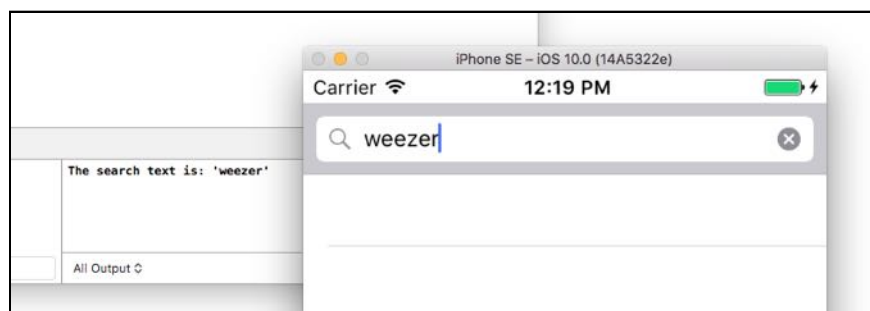 iPhone SE – iOS 10.0 (14A5322e)
Carrier 12:19 PM
weezer
The search text is: 'weezer'
All Output